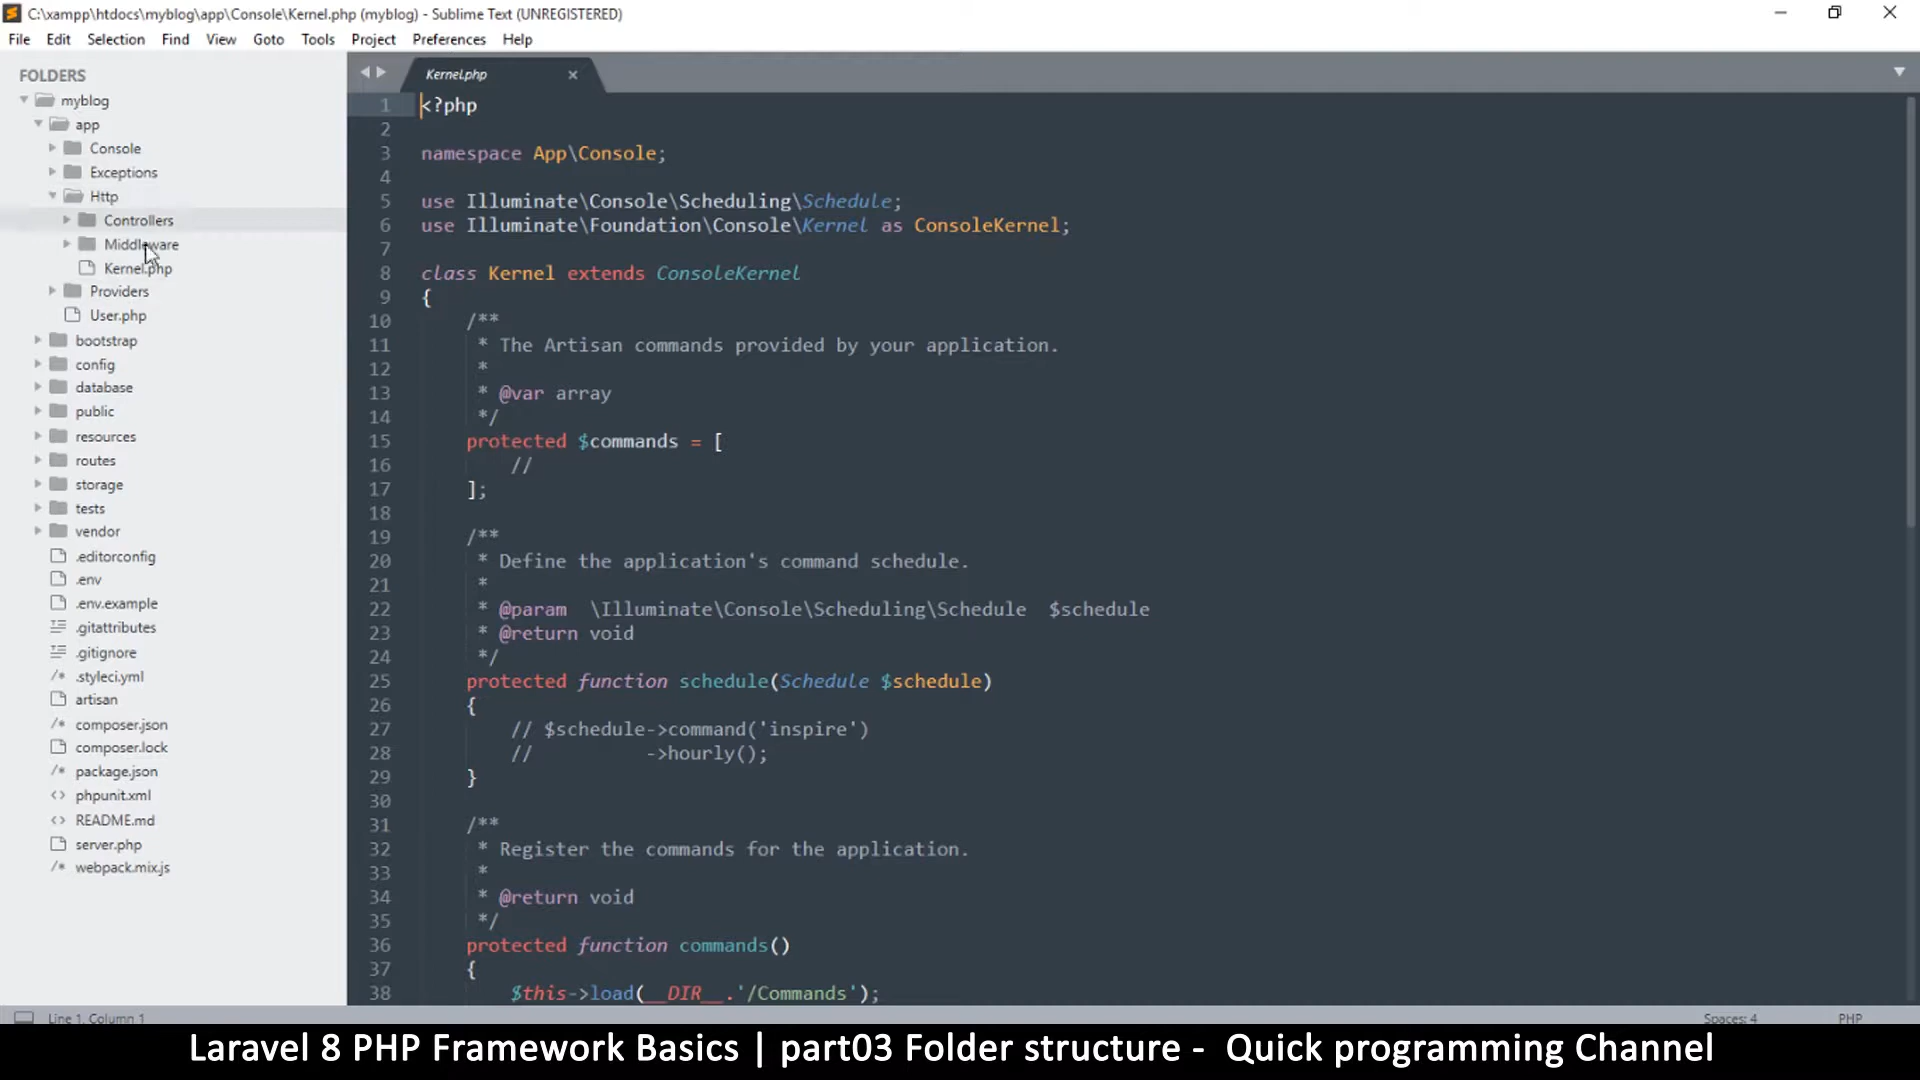 C:\xampp\htdocs\myblog\app\Console\Kernel.php (myblog) - Sublime Text (UNREGISTERED)
File Edit Selection Find View Goto Tools Project Preferences Help
FOLDERS
myblog
app
Console
Exceptions
Http
Controllers
Middleware
Kernel.php
Providers
User.php
bootstrap
config
database
public
resources
routes
storage
tests
vendor
.editorconfig
.env
.env.example
.gitattributes
.gitignore
.styleci.yml
artisan
composer.json
composer.lock
package.json
phpunit.xml
README.md
server.php
webpack.mix.js
Kernel.php
1 <?php
2
3 namespace App\Console;
4
5 use Illuminate\Console\Scheduling\Schedule;
6 use Illuminate\Foundation\Console\Kernel as ConsoleKernel;
7
8 class Kernel extends ConsoleKernel
9 {
10 /**
11 * The Artisan commands provided by your application.
12 *
13 * @var array
14 */
15 protected $commands = [
16 //
17 ];
18
19 /**
20 * Define the application's command schedule.
21 *
22 * @param \Illuminate\Console\Scheduling\Schedule $schedule
23 * @return void
24 */
25 protected function schedule(Schedule $schedule)
26 {
27 // $schedule->command('inspire')
28 // ->hourly();
29 }
30
31 /**
32 * Register the commands for the application.
33 *
34 * @return void
35 */
36 protected function commands()
37 {
38 $this->load(__DIR__.'/Commands');
Line 1, Column 1 Spaces: 4 PHP
Laravel 8 PHP Framework Basics | part03 Folder structure - Quick programming Channel